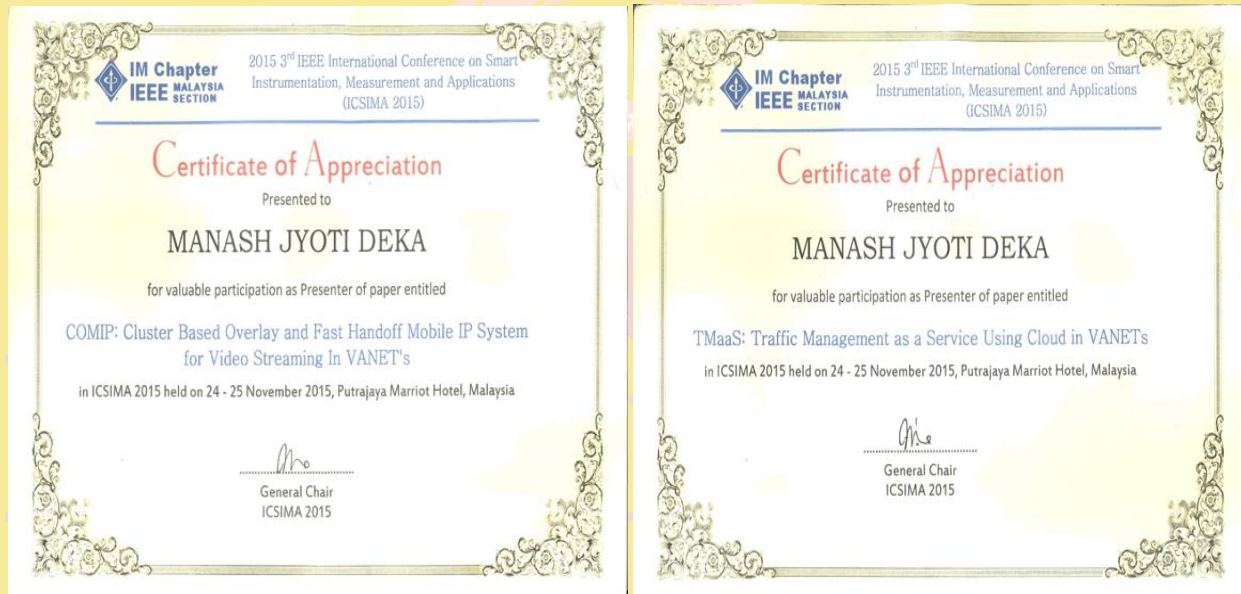 IM Chapter
IEEE MALAYSIA SECTION
2015 3rd IEEE International Conference on Smart
Instrumentation, Measurement and Applications
(ICSIMA 2015)
Certificate of Appreciation
Presented to
MANASH JYOTI DEKA
for valuable participation as Presenter of paper entitled
COMIP: Cluster Based Overlay and Fast Handoff Mobile IP System
for Video Streaming In VANET's
in ICSIMA 2015 held on 24 - 25 November 2015, Putrajaya Marriot Hotel, Malaysia
General Chair
ICSIMA 2015
IM Chapter
IEEE MALAYSIA SECTION
2015 3rd IEEE International Conference on Smart
Instrumentation, Measurement and Applications
(ICSIMA 2015)
Certificate of Appreciation
Presented to
MANASH JYOTI DEKA
for valuable participation as Presenter of paper entitled
TMaaS: Traffic Management as a Service Using Cloud in VANETs
in ICSIMA 2015 held on 24 - 25 November 2015, Putrajaya Marriot Hotel, Malaysia
General Chair
ICSIMA 2015